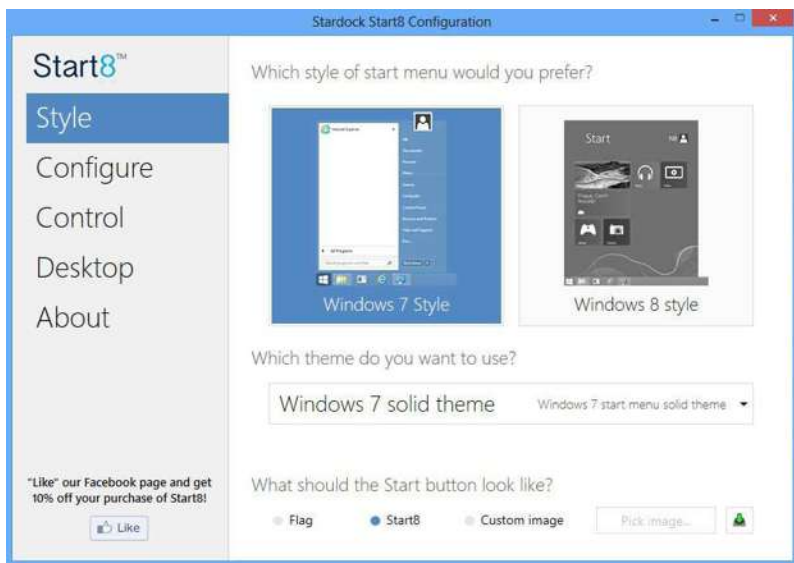 Stardock Start8 Configuration
Start8™
Style
Configure
Control
Desktop
About
"Like" our Facebook page and get
10% off your purchase of Start8!
Like
Which style of start menu would you prefer?
Windows 7 Style
Start
Windows 8 style
Which theme do you want to use?
Windows 7 solid theme
Windows 7 start menu solid theme
What should the Start button look like?
Flag
Start8
Custom image
Pick image...